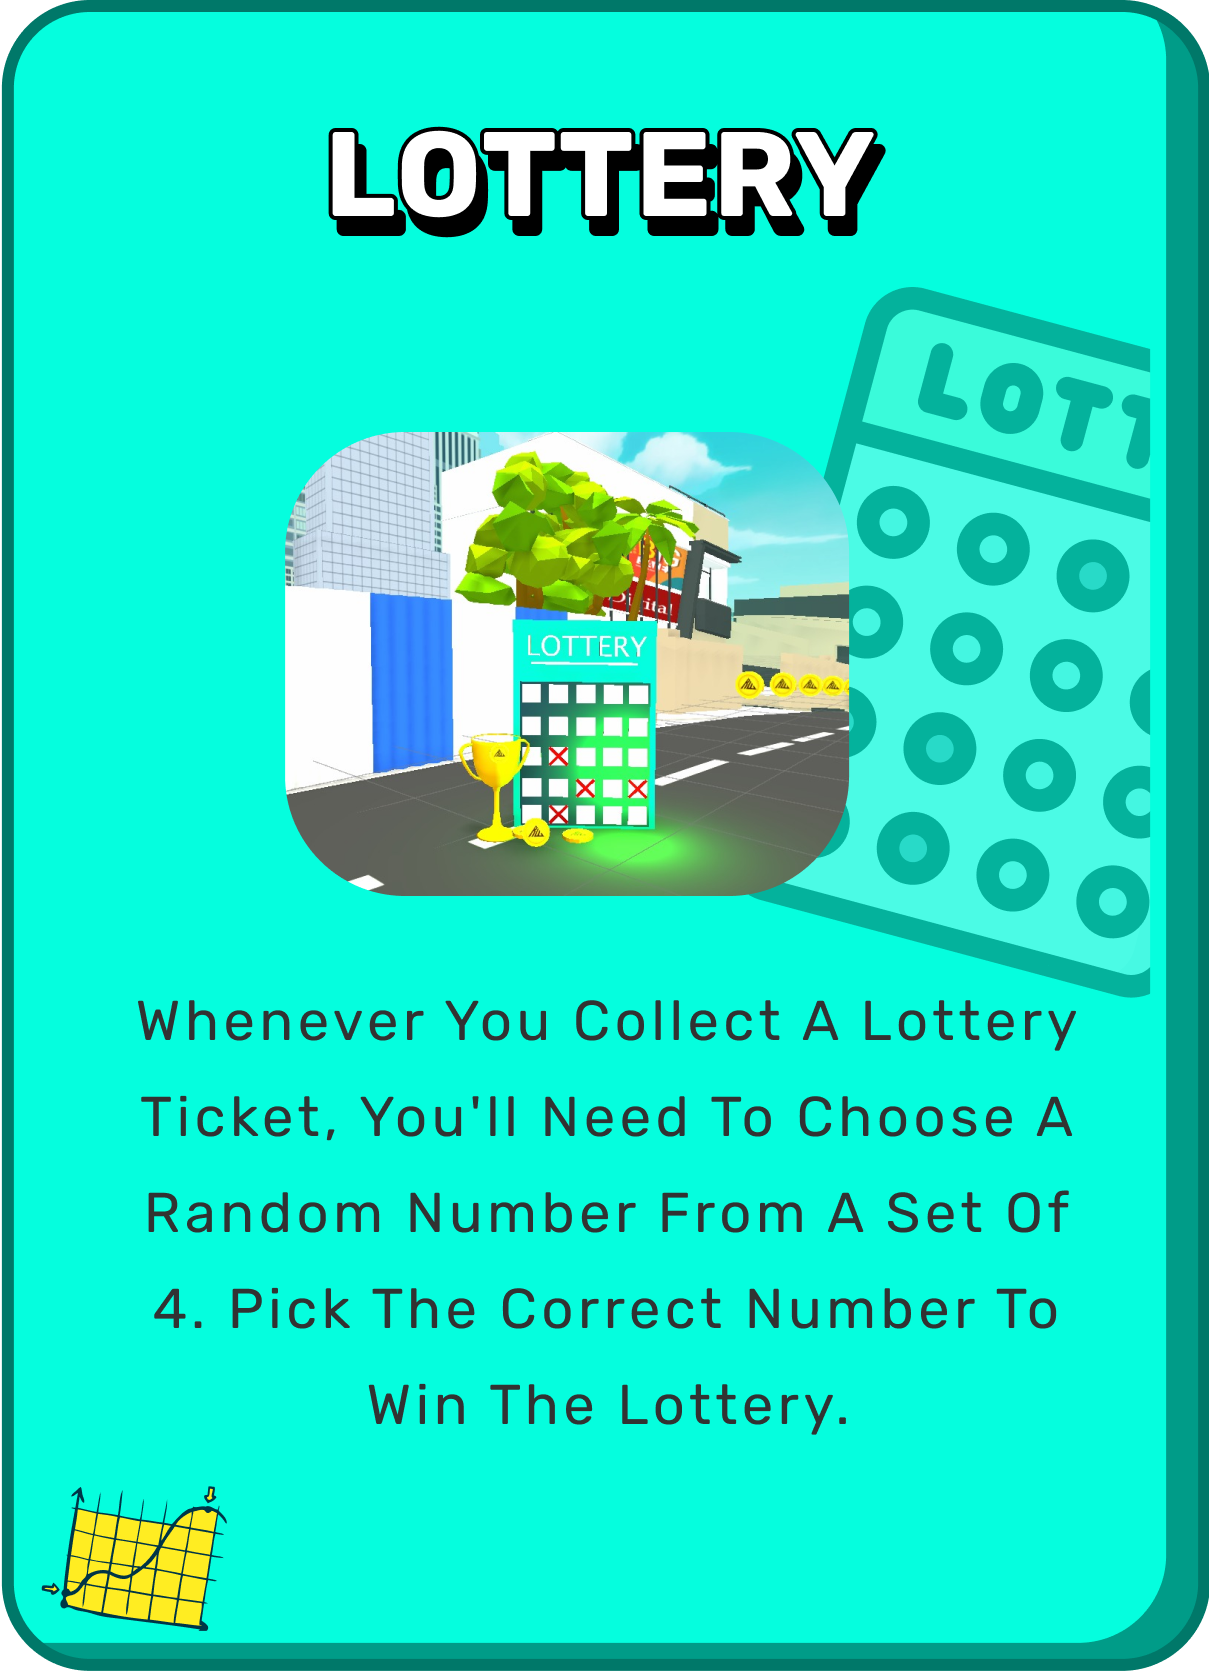 LOTTERY
LOTT
Digital
LOTTERY
Whenever You Collect A Lottery
Ticket, You'll Need To Choose A
Random Number From A Set Of
4. Pick The Correct Number To
Win The Lottery.